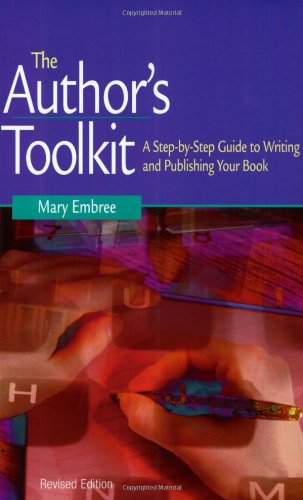 The
Author's
Toolkit
A Step-by-Step Guide to Writing
and Publishing Your Book
Mary Embree
U
H
N
M
Revised Edition